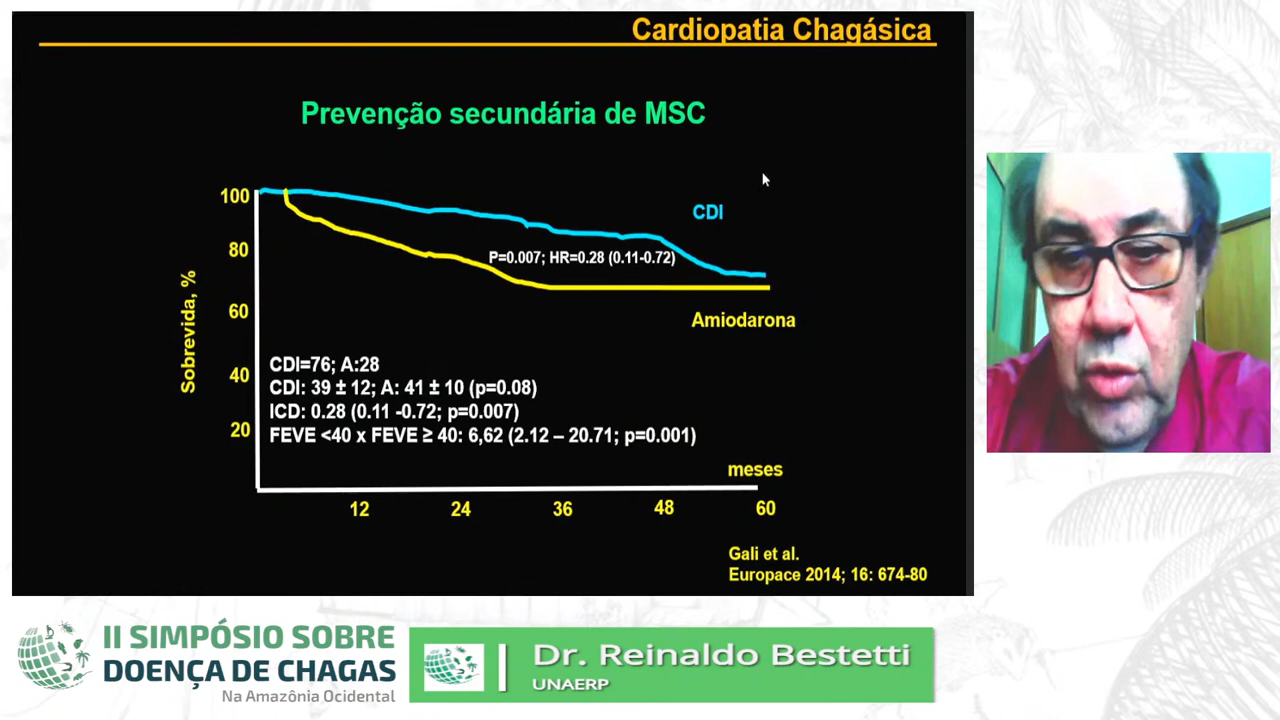 Cardiopatia Chagásica
Prevenção secundária de MSC
100
80
60
40
20
Sobrevida, %
CDI
P=0.007; HR=0.28 (0.11-0.72)
Amiodarona
CDI=76; A:28
CDI: 39 ± 12; A: 41 ± 10 (p=0.08)
ICD: 0.28 (0.11 -0.72; p=0.007)
FEVE <40 x FEVE ≥ 40: 6,62 (2.12 – 20.71; p=0.001)
meses
12 24 36 48 60
Gali et al.
Europace 2014; 16: 674-80
II SIMPÓSIO SOBRE
DOENÇA DE CHAGAS
Na Amazônia Ocidental
Dr. Reinaldo Bestetti
UNAERP